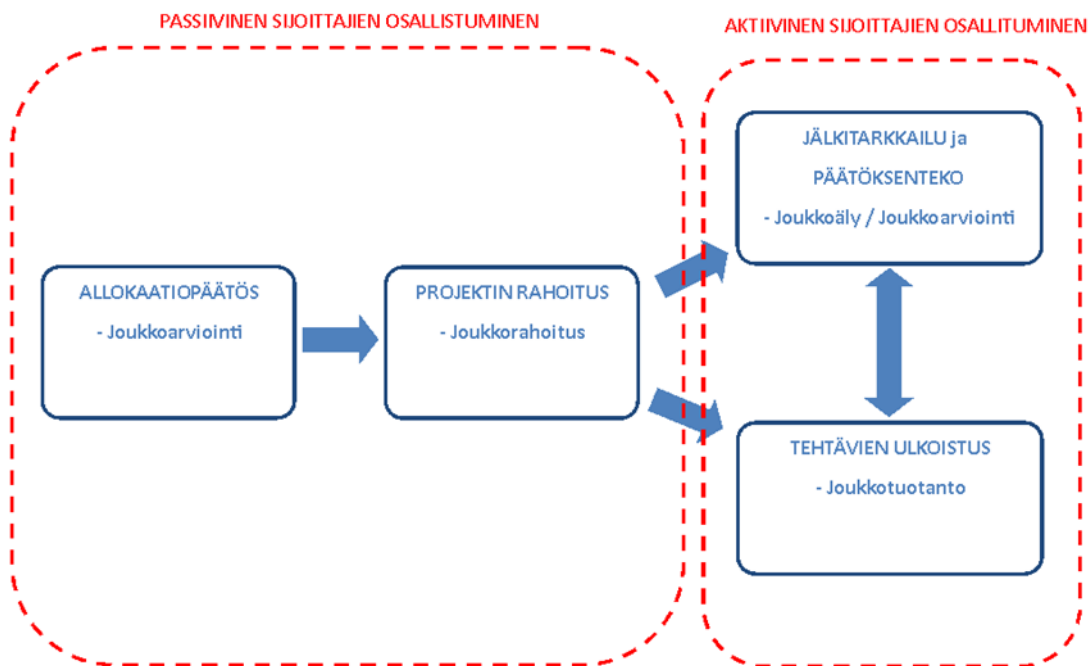 PASSIIVINEN SIJOITTAJIEN OSALLISTUMINEN
AKTIIVINEN SIJOITTAJIEN OSALLITUMINEN
ALLOKAATIOPÄÄTÖS
- Joukkoarviointi
PROJEKTIN RAHOITUS
- Joukkorahoitus
JÄLKITARKKAILU ja
PÄÄTÖKSENTEKO
- Joukkoäly / Joukkoarviointi
TEHTÄVIEN ULKOISTUS
- Joukkotuotanto